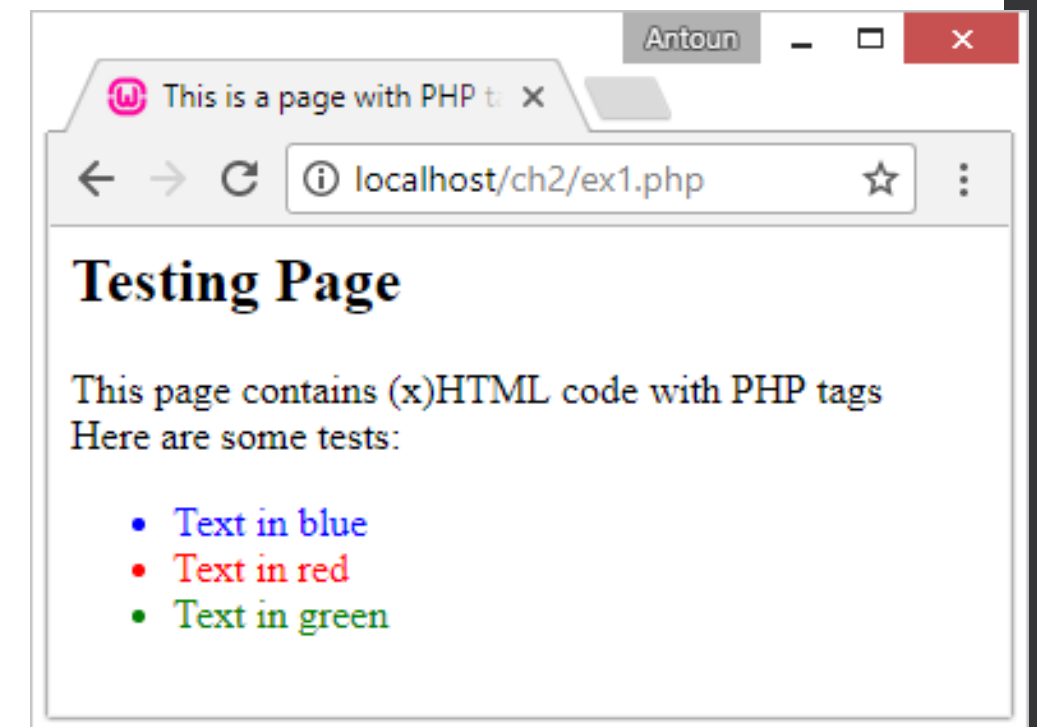 Antoun
This is a page with PHP
localhost/ch2/ex1.php
Testing Page
This page contains (x)HTML code with PHP tags
Here are some tests:
• Text in blue
• Text in red
• Text in green